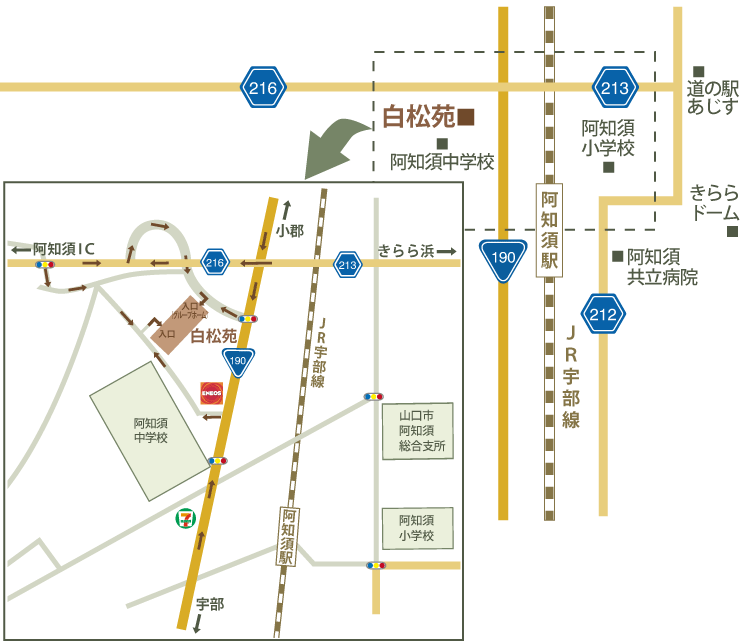 216
213
道の駅
あじす
白松苑
阿知須
小学校
阿知須中学校
きらら
ドーム
阿知須駅
190
阿知須
共立病院
212
JR宇部線
小郡
阿知須IC
きらら浜
216
213
入口
(グループホーム)
入口
白松苑
JR宇部線
190
ENEOS
阿知須
中学校
山口市
阿知須
総合支所
7
阿知須
小学校
阿知須駅
宇部